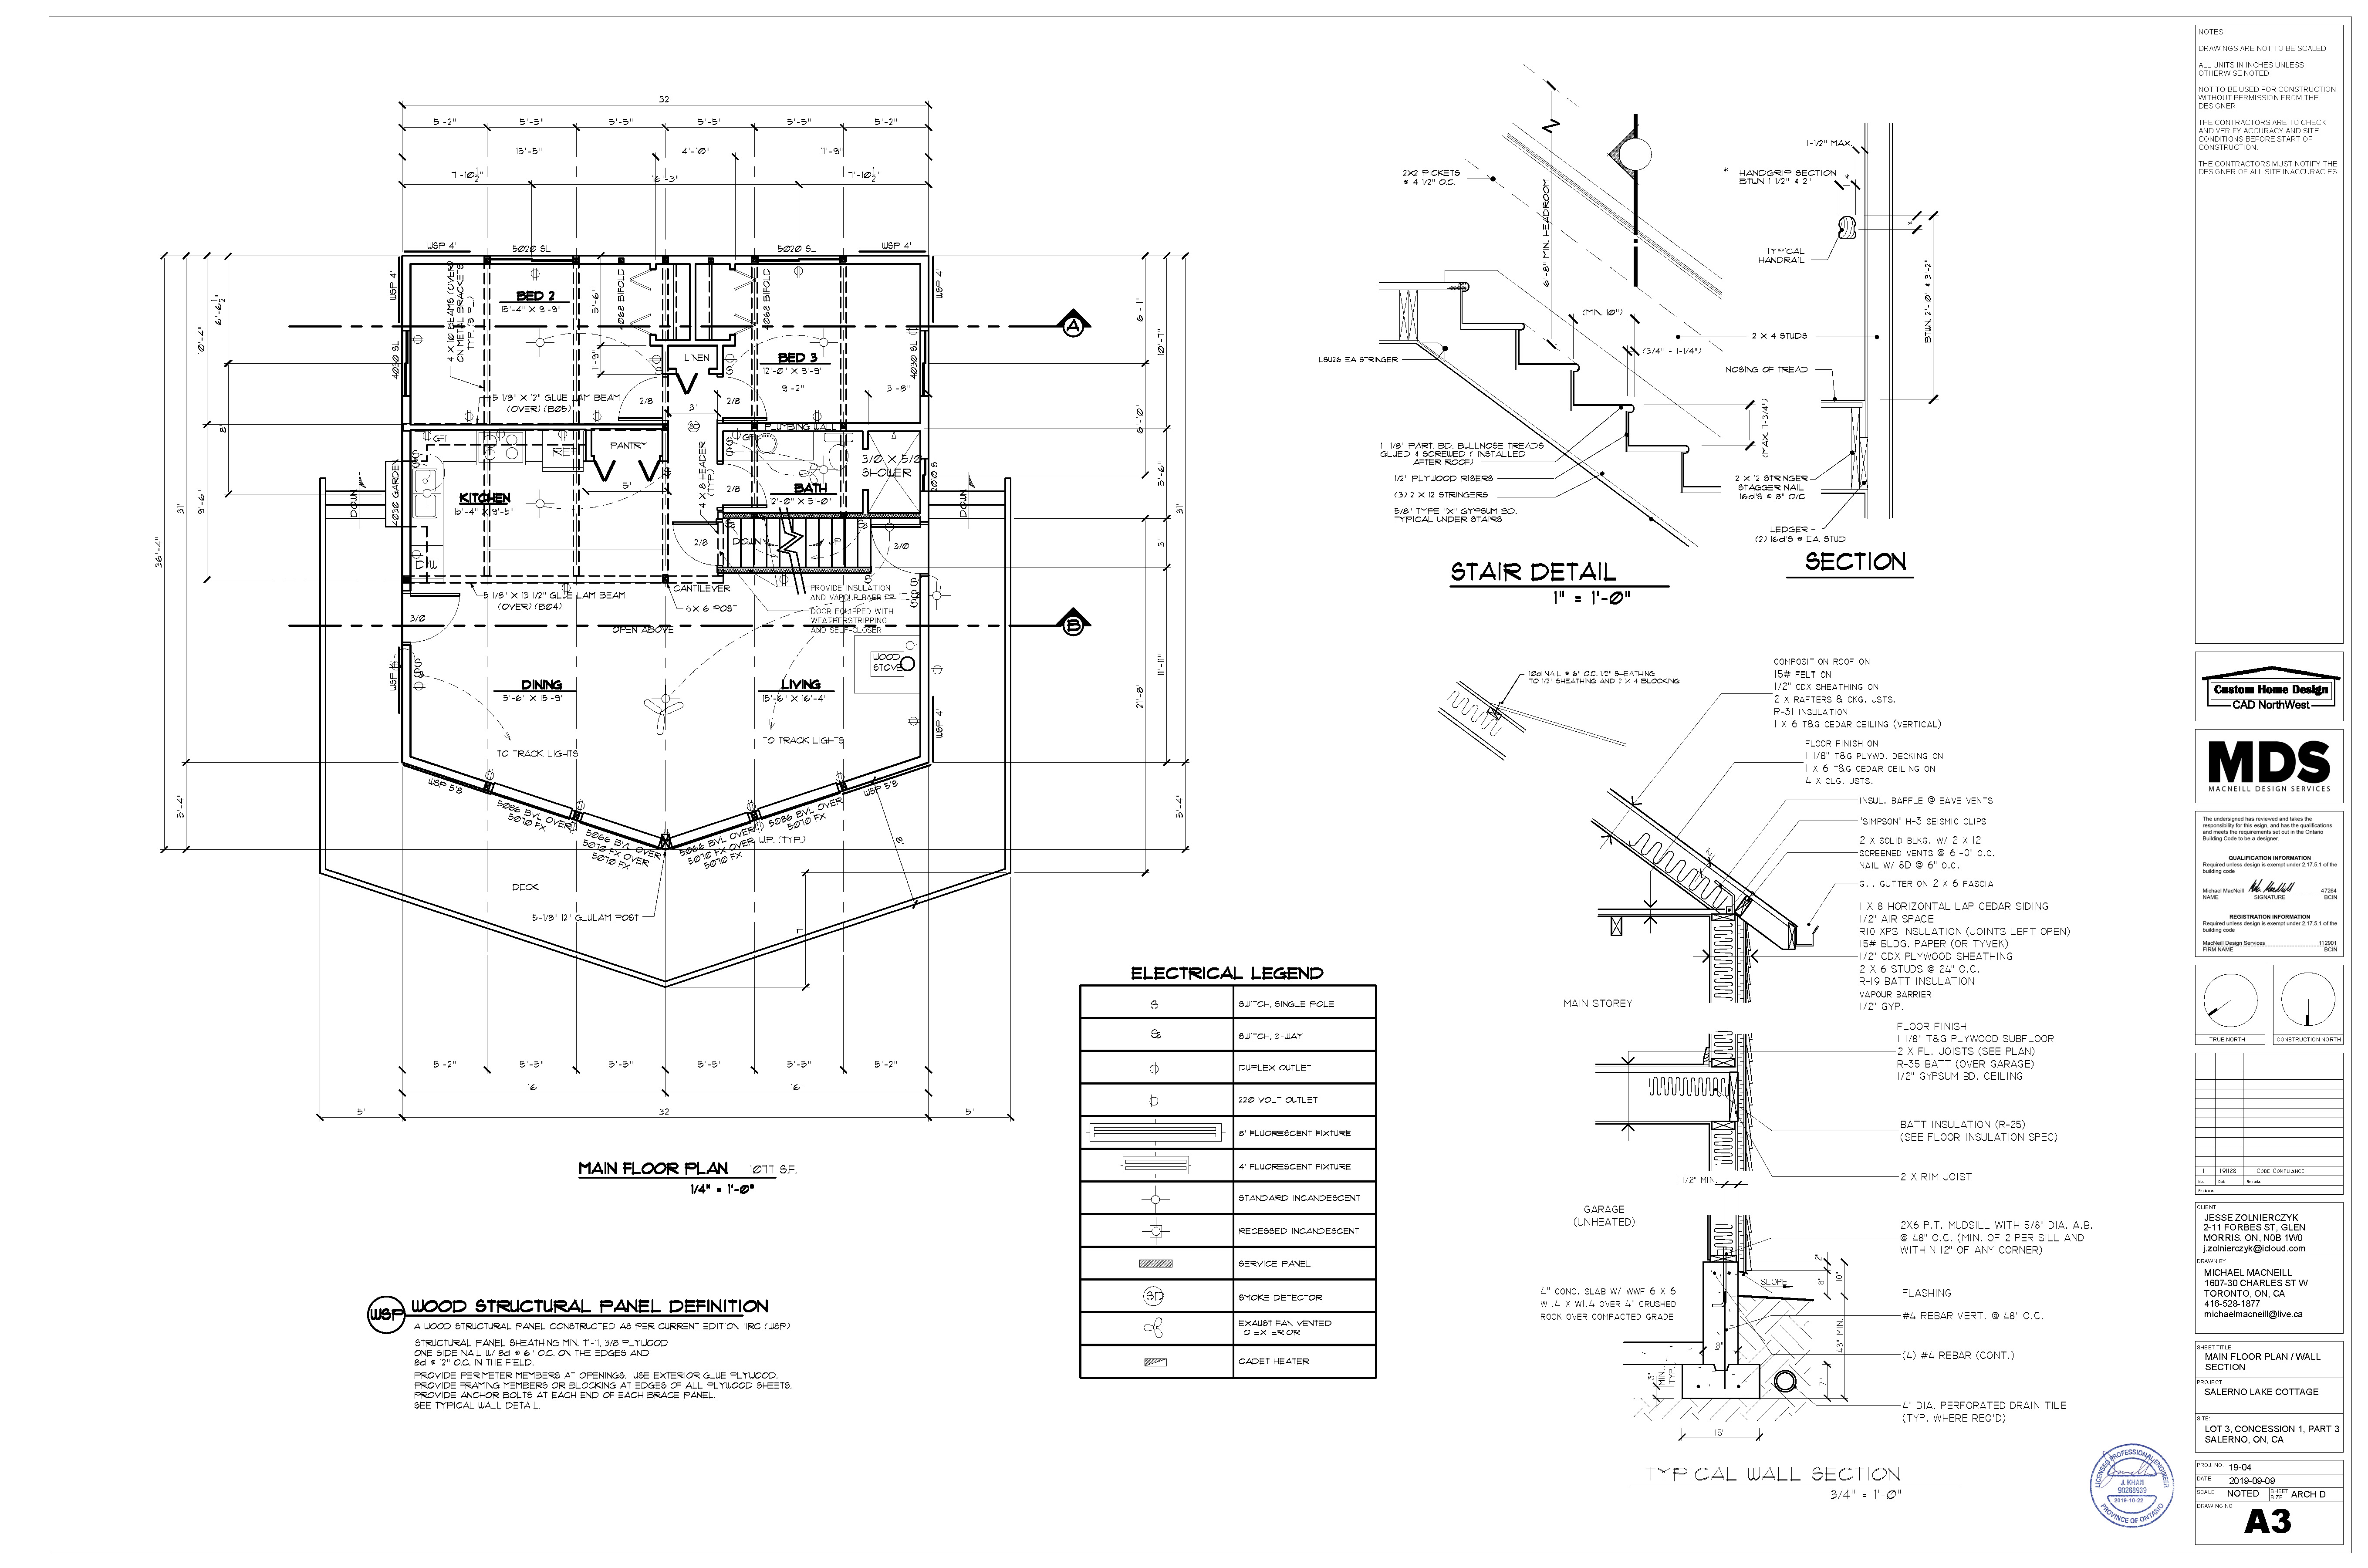 32'
5'-2" 5'-5" 5'-5" 5'-5" 5'-5" 5'-2"
15'-5" 4'-10" 11'-9"
7'-10½" 16'-3" 7'-10½"
WSP 4' 5020 SL 5020 SL WSP 4'
WSP 4'
WSP 4'
4 X 10 BEAMS (OVER)
ON METAL BRACKETS
TYP. (5 PL.)
BED 2
15'-4" X 9'-9"
5'-6"
4068 BIFOLD
4068 BIFOLD
1'-9"
LINEN
BED 3
12'-0" X 9'-9"
9'-2" 3'-8"
4030 SL
4030 SL
A
5 1/8" X 12" GLUE LAM BEAM
(OVER) (B05)
2/8
3'
2/8
SD
PLUMBING WALL
GFI
REF
PANTRY
5'
4 X 8 HEADER
(TYP.)
GFI
3/0 X 5/0
SHOWER
2020 SL
2/8
BATH
12'-0" X 5'-0"
KITCHEN
15'-4" X 9'-5"
4030 GARDEN
DOWN
DOWN
D/W
2/8
DOWN UP
3/0
5 1/8" X 13 1/2" GLUE LAM BEAM
(OVER) (B04)
CANTILEVER
6 X 6 POST
PROVIDE INSULATION
AND VAPOUR BARRIER
DOOR EQUIPPED WITH
WEATHERSTRIPPING
AND SELF-CLOSER
3/0
OPEN ABOVE
B
WOOD
STOVE
WSP 4'
WSP 4'
DINING
15'-6" X 15'-9"
LIVING
15'-6" X 16'-4"
TO TRACK LIGHTS
TO TRACK LIGHTS
WSP 5'8
WSP 5'8
5086 BVL OVER
5070 FX
5066 BVL OVER
5070 FX OVER
5070 FX
5066 BVL OVER
5070 FX OVER
5070 FX
W.P. (TYP.)
5086 BVL OVER
5070 FX
8'
DECK
5-1/8" 12" GLULAM POST
7'
36'-4"
31'
5'-4"
10'-4"
9'-6"
6'-6½"
8'
6'-7"
6'-10"
21'-8"
10'-7"
5'-6"
3'
11'-11"
31'
5'-4"
5'-2" 5'-5" 5'-5" 5'-5" 5'-5" 5'-2"
16' 16'
5' 32' 5'
MAIN FLOOR PLAN 1077 S.F.
1/4" = 1'-0"
WSP WOOD STRUCTURAL PANEL DEFINITION
A WOOD STRUCTURAL PANEL CONSTRUCTED AS PER CURRENT EDITION 'IRC (WSP)
STRUCTURAL PANEL SHEATHING MIN. T1-11, 3/8 PLYWOOD
ONE SIDE NAIL W/ 8d @ 6" O.C. ON THE EDGES AND
8d @ 12" O.C. IN THE FIELD.
PROVIDE PERIMETER MEMBERS AT OPENINGS. USE EXTERIOR GLUE PLYWOOD.
PROVIDE FRAMING MEMBERS OR BLOCKING AT EDGES OF ALL PLYWOOD SHEETS.
PROVIDE ANCHOR BOLTS AT EACH END OF EACH BRACE PANEL.
SEE TYPICAL WALL DETAIL.
ELECTRICAL LEGEND
S SWITCH, SINGLE POLE
S3 SWITCH, 3-WAY
DUPLEX OUTLET
220 VOLT OUTLET
8' FLUORESCENT FIXTURE
4' FLUORESCENT FIXTURE
STANDARD INCANDESCENT
RECESSED INCANDESCENT
SERVICE PANEL
SD SMOKE DETECTOR
EXAUST FAN VENTED
TO EXTERIOR
CADET HEATER
2X2 PICKETS
@ 4 1/2" O.C.
6'-8" MIN. HEADROOM
(MIN. 10")
(3/4" - 1-1/4")
(MAX. 7-3/4")
LSU26 EA STRINGER
1 1/8" PART. BD. BULLNOSE TREADS
GLUED & SCREWED ( INSTALLED
AFTER ROOF)
1/2" PLYWOOD RISERS
(3) 2 X 12 STRINGERS
5/8" TYPE "X" GYPSUM BD.
TYPICAL UNDER STAIRS
STAIR DETAIL
1" = 1'-0"
1-1/2" MAX.
* HANDGRIP SECTION
BTWN 1 1/2" & 2"
TYPICAL
HANDRAIL
BTWN. 2'-10" & 3'-2"
2 X 4 STUDS
NOSING OF TREAD
2 X 12 STRINGER
STAGGER NAIL
16d'S @ 8" O/C
LEDGER
(2) 16d'S @ EA. STUD
SECTION
10d NAIL @ 6" O.C. 1/2" SHEATHING
TO 1/2" SHEATHING AND 2 X 4 BLOCKING
COMPOSITION ROOF ON
15# FELT ON
1/2" CDX SHEATHING ON
2 X RAFTERS & CKG. JSTS.
R-31 INSULATION
1 X 6 T&G CEDAR CEILING (VERTICAL)
FLOOR FINISH ON
1 1/8" T&G PLYWD. DECKING ON
1 X 6 T&G CEDAR CEILING ON
4 X CLG. JSTS.
INSUL. BAFFLE @ EAVE VENTS
"SIMPSON" H-3 SEISMIC CLIPS
2 X SOLID BLKG. W/ 2 X 12
SCREENED VENTS @ 6'-0" O.C.
NAIL W/ 8D @ 6" O.C.
G.I. GUTTER ON 2 X 6 FASCIA
1 X 8 HORIZONTAL LAP CEDAR SIDING
1/2" AIR SPACE
R10 XPS INSULATION (JOINTS LEFT OPEN)
15# BLDG. PAPER (OR TYVEK)
1/2" CDX PLYWOOD SHEATHING
2 X 6 STUDS @ 24" O.C.
R-19 BATT INSULATION
VAPOUR BARRIER
1/2" GYP.
MAIN STOREY
FLOOR FINISH
1 1/8" T&G PLYWOOD SUBFLOOR
2 X FL. JOISTS (SEE PLAN)
R-35 BATT (OVER GARAGE)
1/2" GYPSUM BD. CEILING
BATT INSULATION (R-25)
(SEE FLOOR INSULATION SPEC)
2 X RIM JOIST
1 1/2" MIN.
GARAGE
(UNHEATED)
2X6 P.T. MUDSILL WITH 5/8" DIA. A.B.
@ 48" O.C. (MIN. OF 2 PER SILL AND
WITHIN 12" OF ANY CORNER)
SLOPE
2"
8"
10"
48" MIN.
4" CONC. SLAB W/ WWF 6 X 6
W1.4 X W1.4 OVER 4" CRUSHED
ROCK OVER COMPACTED GRADE
FLASHING
#4 REBAR VERT. @ 48" O.C.
8"
(4) #4 REBAR (CONT.)
3"
MIN.
TYP.
7"
4" DIA. PERFORATED DRAIN TILE
(TYP. WHERE REQ'D)
15"
TYPICAL WALL SECTION
3/4" = 1'-0"
LICENSED PROFESSIONAL ENGINEER
J. KHAN
90268939
2019-10-22
PROVINCE OF ONTARIO
NOTES:
DRAWINGS ARE NOT TO BE SCALED
ALL UNITS IN INCHES UNLESS
OTHERWISE NOTED
NOT TO BE USED FOR CONSTRUCTION
WITHOUT PERMISSION FROM THE
DESIGNER
THE CONTRACTORS ARE TO CHECK
AND VERIFY ACCURACY AND SITE
CONDITIONS BEFORE START OF
CONSTRUCTION.
THE CONTRACTORS MUST NOTIFY THE
DESIGNER OF ALL SITE INACCURACIES.
Custom Home Design
CAD NorthWest
MDS
MACNEILL DESIGN SERVICES
The undersigned has reviewed and takes the
responsibility for this esign, and has the qualifications
and meets the requirements set out in the Ontario
Building Code to be a designer.
QUALIFICATION INFORMATION
Required unless design is exempt under 2.17.5.1 of the
building code
Michael MacNeill 47264
NAME SIGNATURE BCIN
REGISTRATION INFORMATION
Required unless design is exempt under 2.17.5.1 of the
building code
MacNeill Design Services 112901
FIRM NAME BCIN
TRUE NORTH CONSTRUCTION NORTH
1 191128 CODE COMPLIANCE
No. Date Remarks
Revisions
CLIENT
JESSE ZOLNIERCZYK
2-11 FORBES ST, GLEN
MORRIS, ON, N0B 1W0
j.zolnierczyk@icloud.com
DRAWN BY
MICHAEL MACNEILL
1607-30 CHARLES ST W
TORONTO, ON, CA
416-528-1877
michaelmacneill@live.ca
SHEET TITLE
MAIN FLOOR PLAN / WALL
SECTION
PROJECT
SALERNO LAKE COTTAGE
SITE:
LOT 3, CONCESSION 1, PART 3
SALERNO, ON, CA
PROJ. NO. 19-04
DATE 2019-09-09
SCALE NOTED SHEET SIZE ARCH D
DRAWING NO
A3